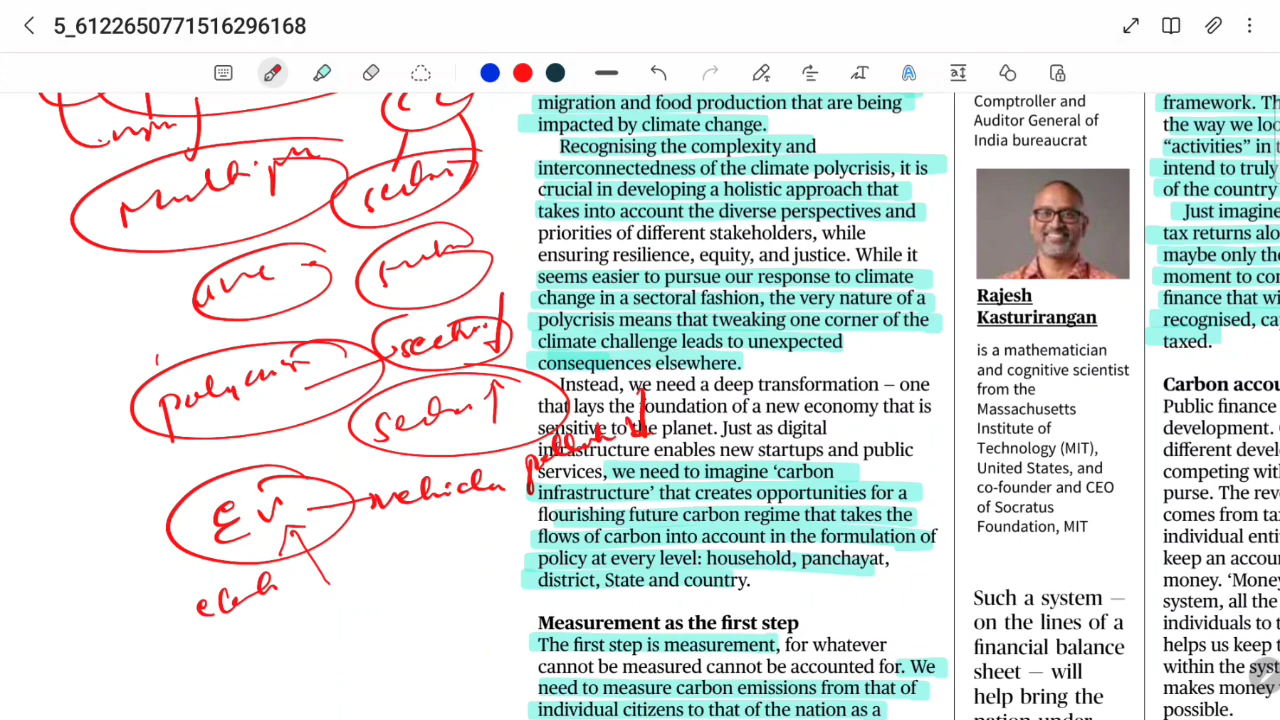 5_6122650771516296168
multiple
sector
polycrisis
sector
EV
vehicular
migration and food production that are being
impacted by climate change.
Recognising the complexity and
interconnectedness of the climate polycrisis, it is
crucial in developing a holistic approach that
takes into account the diverse perspectives and
priorities of different stakeholders, while
ensuring resilience, equity, and justice. While it
seems easier to pursue our response to climate
change in a sectoral fashion, the very nature of a
polycrisis means that tweaking one corner of the
climate challenge leads to unexpected
consequences elsewhere.
Instead, we need a deep transformation — one
that lays the foundation of a new economy that is
sensitive to the planet. Just as digital
infrastructure enables new startups and public
services, we need to imagine ‘carbon
infrastructure’ that creates opportunities for a
flourishing future carbon regime that takes the
flows of carbon into account in the formulation of
policy at every level: household, panchayat,
district, State and country.
Measurement as the first step
The first step is measurement, for whatever
cannot be measured cannot be accounted for. We
need to measure carbon emissions from that of
individual citizens to that of the nation as a
Comptroller and
Auditor General of
India bureaucrat
Rajesh
Kasturirangan
is a mathematician
and cognitive scientist
from the
Massachusetts
Institute of
Technology (MIT),
United States, and
co-founder and CEO
of Socratus
Foundation, MIT
Such a system —
on the lines of a
financial balance
sheet — will
help bring the
nation under
framework. Th
the way we loo
“activities” in t
intend to truly
of the country
Just imagine
tax returns alo
maybe only the
moment to con
finance that wi
recognised, ca
taxed.
Carbon accou
Public finance
development. C
different devel
competing with
purse. The reve
comes from tax
individual entit
keep an accour
money. ‘Money
system, all the
individuals to t
helps us keep t
within the syst
makes money
possible.